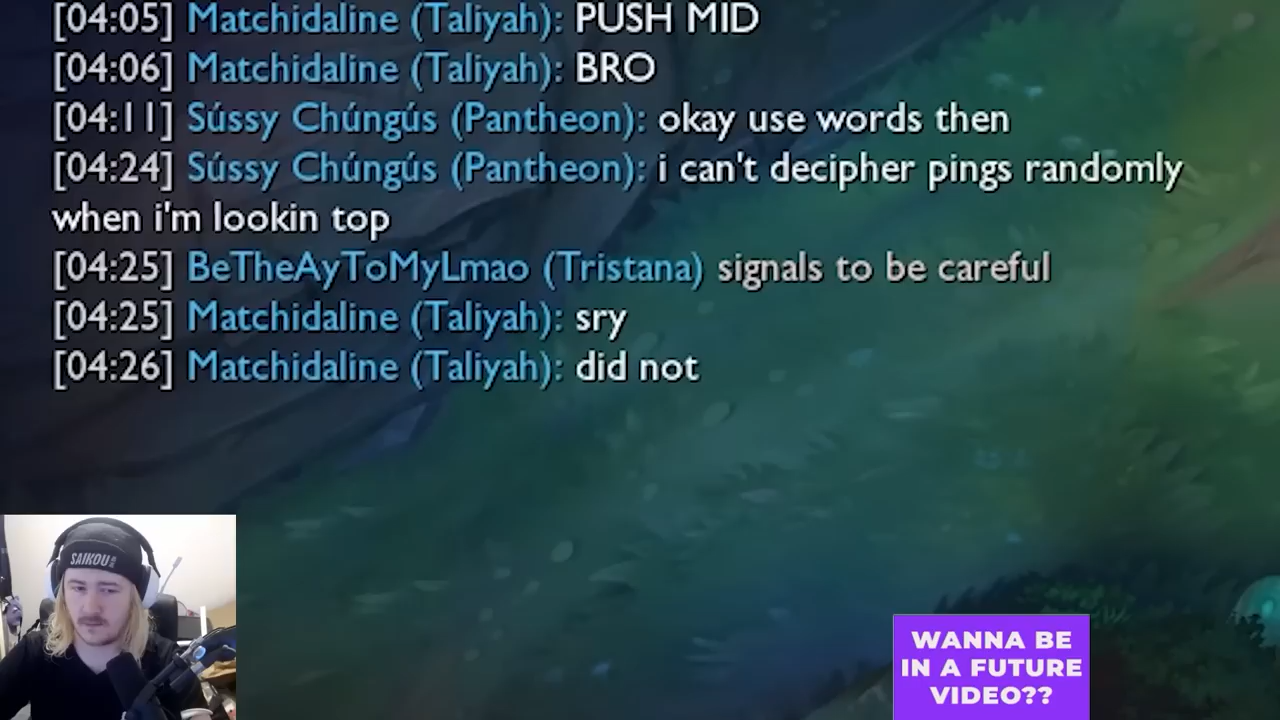 [04:05] Matchidaline (Taliyah): PUSH MID
[04:06] Matchidaline (Taliyah): BRO
[04:11] Sússy Chúngús (Pantheon): okay use words then
[04:24] Sússy Chúngús (Pantheon): i can't decipher pings randomly
when i'm lookin top
[04:25] BeTheAyToMyLmao (Tristana) signals to be careful
[04:25] Matchidaline (Taliyah): sry
[04:26] Matchidaline (Taliyah): did not
SAIKOU
WANNA BE
IN A FUTURE
VIDEO??